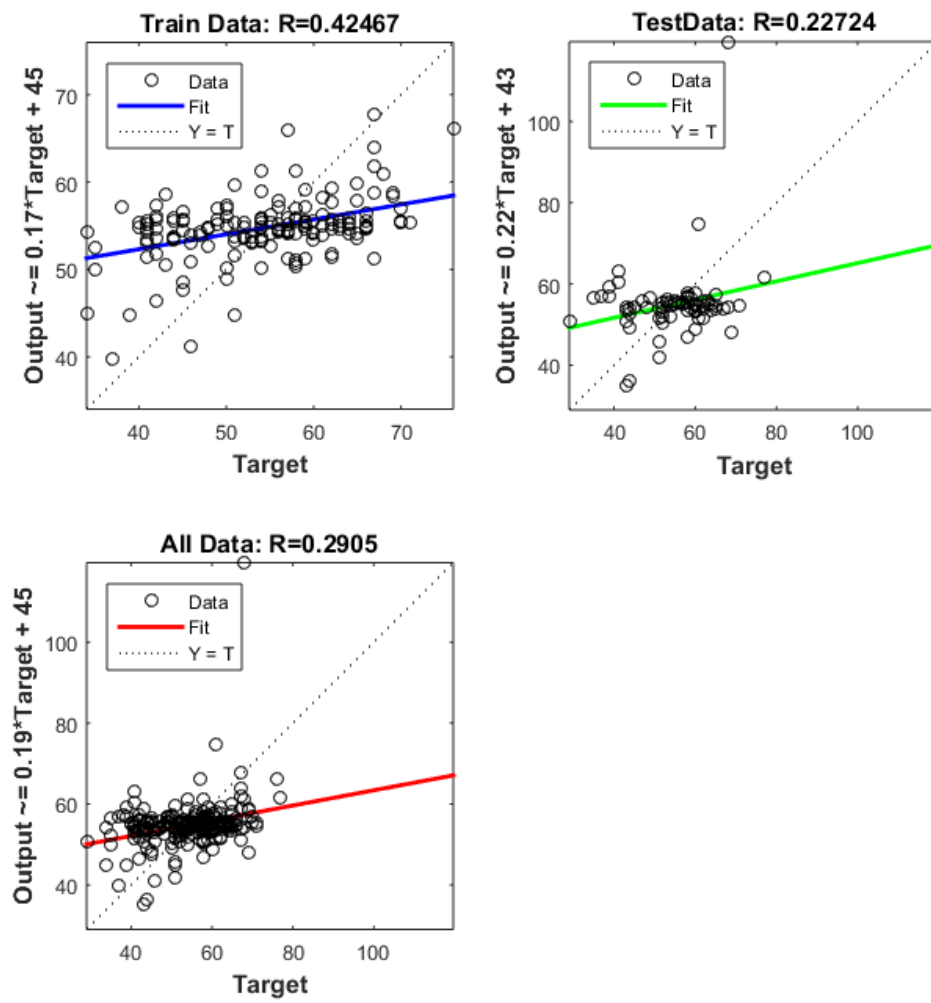 Train Data: R=0.42467
Output ~= 0.17*Target + 45
70
60
50
40
Data
Fit
Y = T
40 50 60 70
Target
TestData: R=0.22724
Output ~= 0.22*Target + 43
100
80
60
40
Data
Fit
Y = T
40 60 80 100
Target
All Data: R=0.2905
Output ~= 0.19*Target + 45
100
80
60
40
Data
Fit
Y = T
40 60 80 100
Target